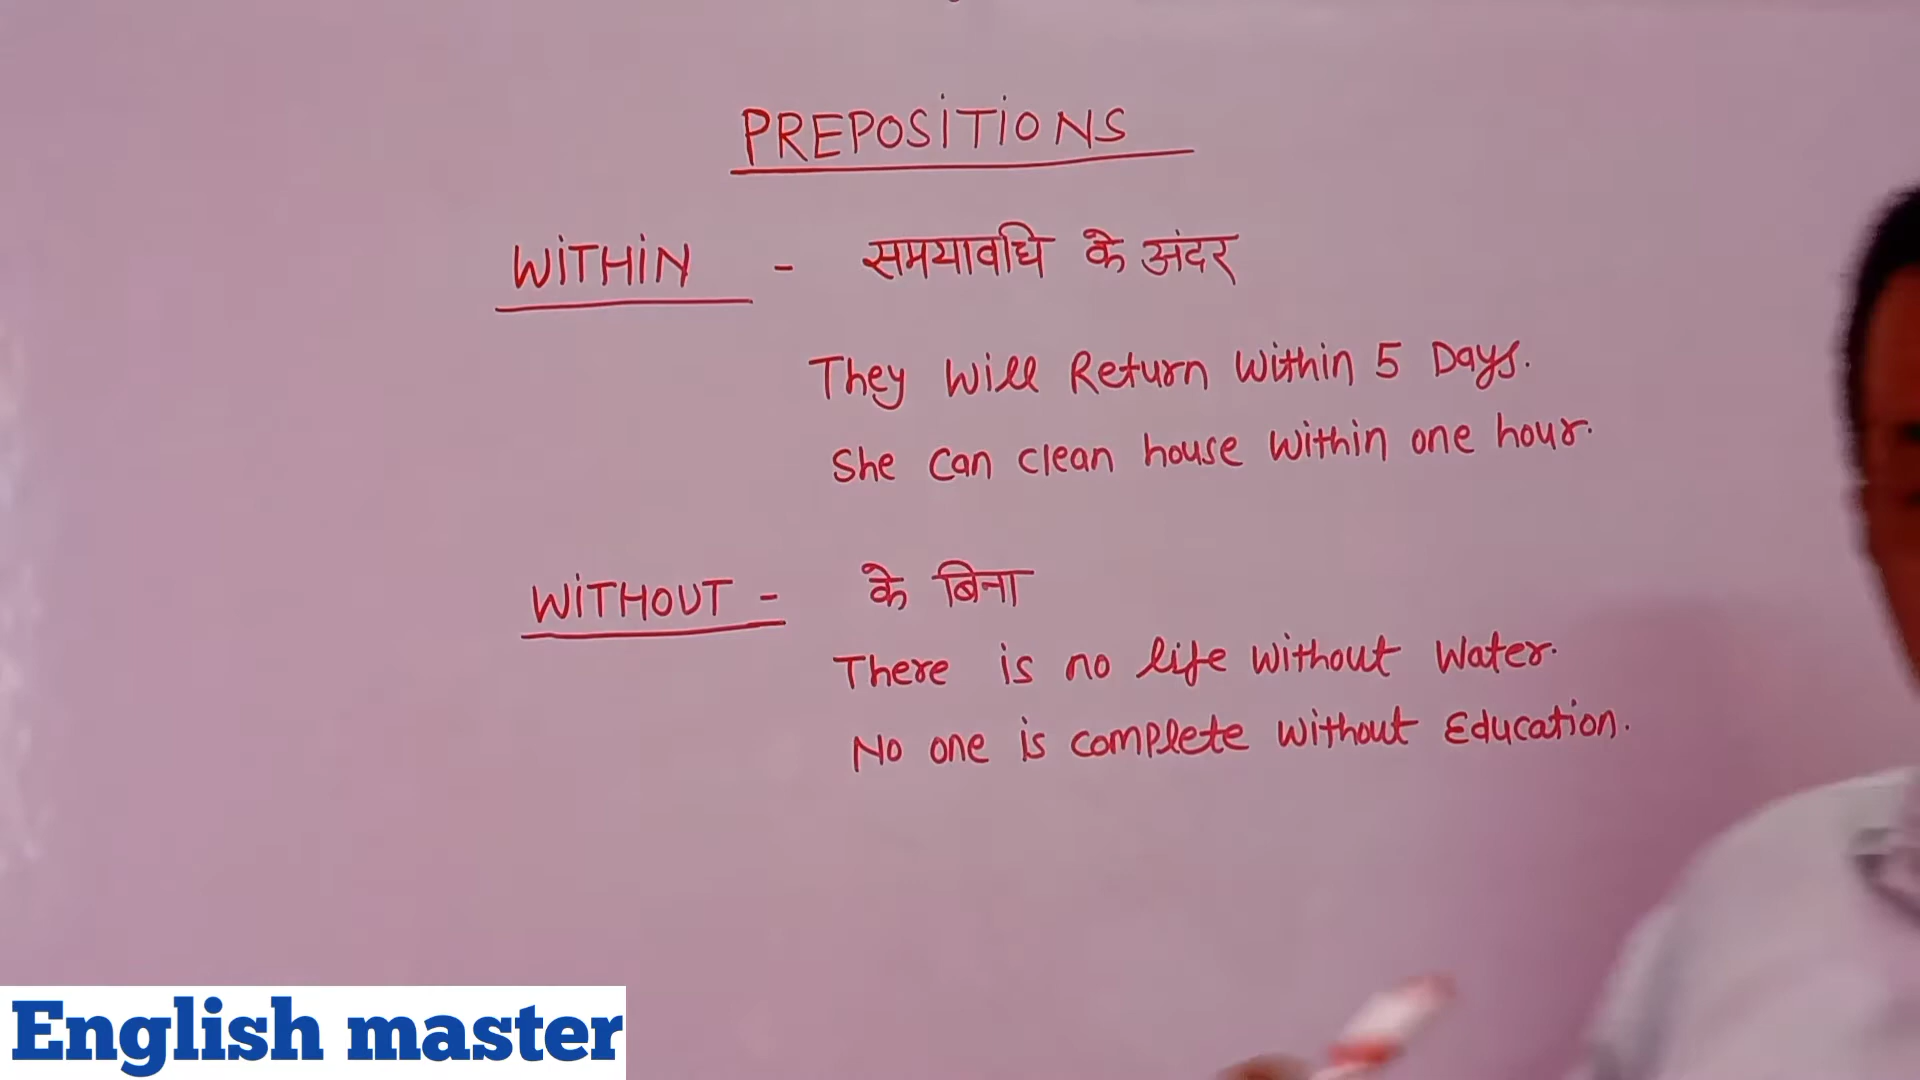 PREPOSITIONS
WITHIN - समयावधि के अंदर
They Will Return Within 5 Days.
She Can clean house Within one hour.
WITHOUT - के बिना
There is no life Without Water.
No one is complete Without Education.
English master